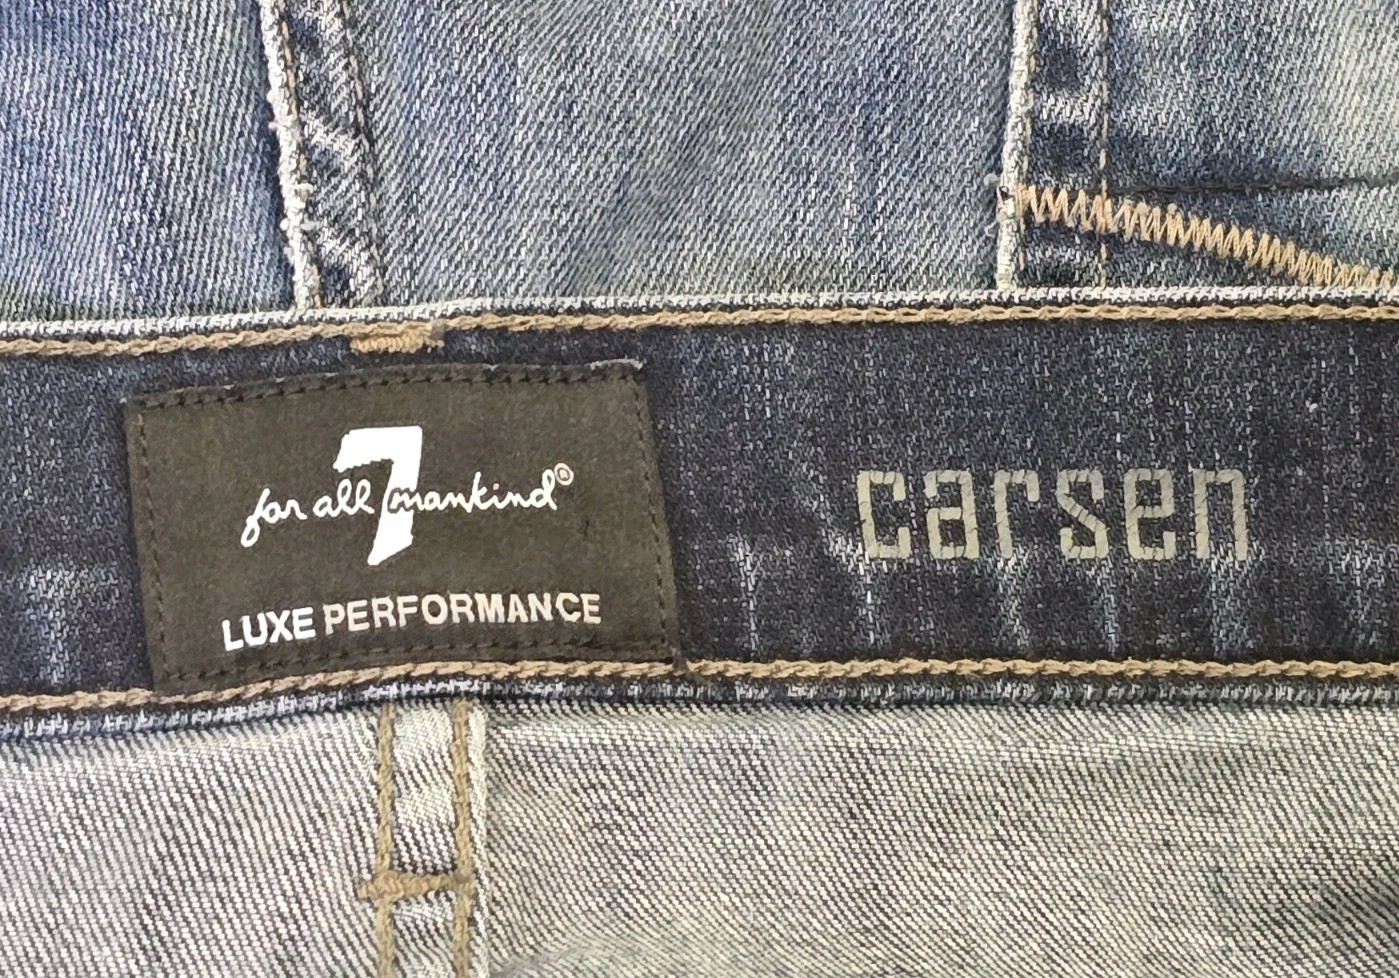 7
for all mankind®
LUXE PERFORMANCE
carsen